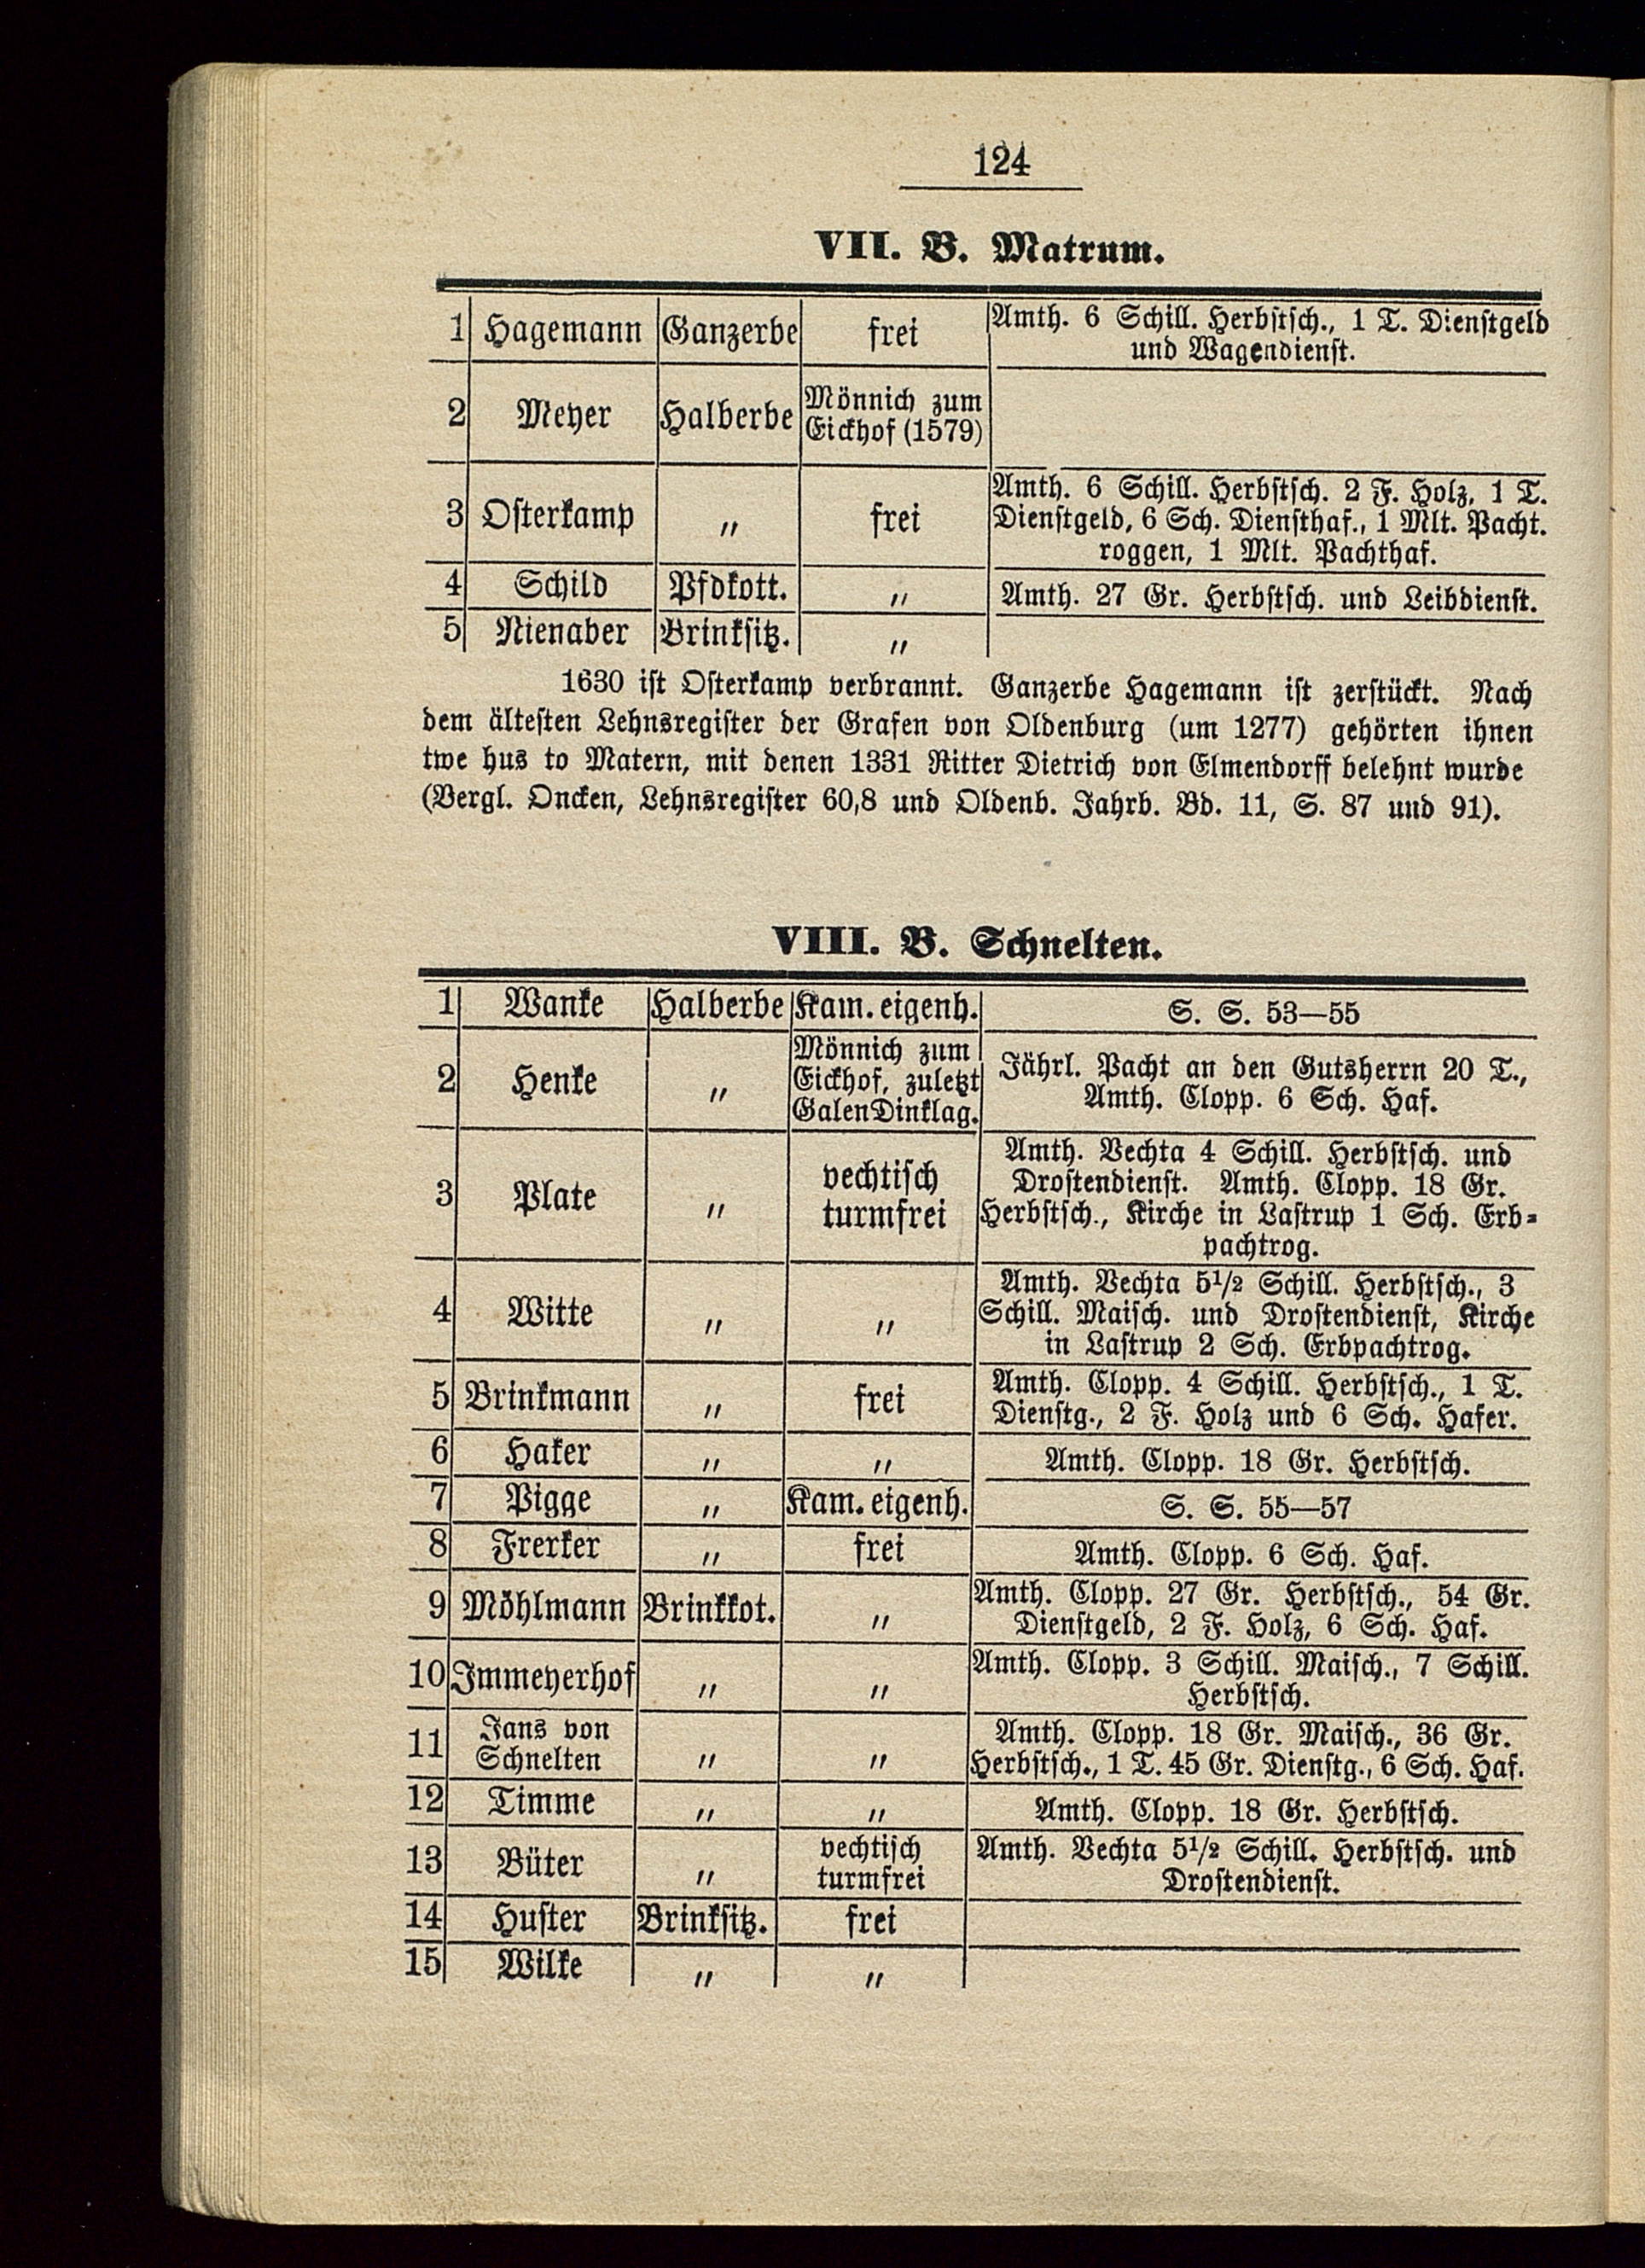 124
VII. B. Matrum.
1 Hagemann Ganzerbe frei Amth. 6 Schill. Herbstsch., 1 T. Dienstgeld
und Wagendienst.
2 Meyer Halberbe Mönnich zum
Eickhof (1579)
3 Osterkamp " frei Amth. 6 Schill. Herbstsch. 2 F. Holz, 1 T.
Dienstgeld, 6 Sch. Diensthaf., 1 Mlt. Pacht.
roggen, 1 Mlt. Pachthaf.
4 Schild Pfdkott. " Amth. 27 Gr. Herbstsch. und Leibdienst.
5 Nienaber Brinksitz. "
1630 ist Osterkamp verbrannt. Ganzerbe Hagemann ist zerstückt. Nach
dem ältesten Lehnsregister der Grafen von Oldenburg (um 1277) gehörten ihnen
twe hus to Matern, mit denen 1331 Ritter Dietrich von Elmendorff belehnt wurde
(Vergl. Oncken, Lehnsregister 60,8 und Oldenb. Jahrb. Bd. 11, S. 87 und 91).
VIII. B. Schnelten.
1 Wanke Halberbe Kam. eigenh. S. S. 53—55
2 Henke " Mönnich zum
Eickhof, zuletzt
Galen Dinklag. Jährl. Pacht an den Gutsherrn 20 T.,
Amth. Clopp. 6 Sch. Haf.
3 Plate " vechtisch
turmfrei Amth. Vechta 4 Schill. Herbstsch. und
Drostendienst. Amth. Clopp. 18 Gr.
Herbstsch., Kirche in Lastrup 1 Sch. Erb-
pachtrog.
4 Witte " " Amth. Vechta 5½ Schill. Herbstsch., 3
Schill. Maisch. und Drostendienst, Kirche
in Lastrup 2 Sch. Erbpachtrog.
5 Brinkmann " frei Amth. Clopp. 4 Schill. Herbstsch., 1 T.
Dienstg., 2 F. Holz und 6 Sch. Hafer.
6 Haker " " Amth. Clopp. 18 Gr. Herbstsch.
7 Pigge " Kam. eigenh. S. S. 55—57
8 Frerker " frei Amth. Clopp. 6 Sch. Haf.
9 Möhlmann Brinkkot. " Amth. Clopp. 27 Gr. Herbstsch., 54 Gr.
Dienstgeld, 2 F. Holz, 6 Sch. Haf.
10 Immeyerhof " " Amth. Clopp. 3 Schill. Maisch., 7 Schill.
Herbstsch.
11 Jans von
Schnelten " " Amth. Clopp. 18 Gr. Maisch., 36 Gr.
Herbstsch., 1 T. 45 Gr. Dienstg., 6 Sch. Haf.
12 Timme " " Amth. Clopp. 18 Gr. Herbstsch.
13 Büter " vechtisch
turmfrei Amth. Vechta 5½ Schill. Herbstsch. und
Drostendienst.
14 Huster Brinksitz. frei
15 Wilke " "